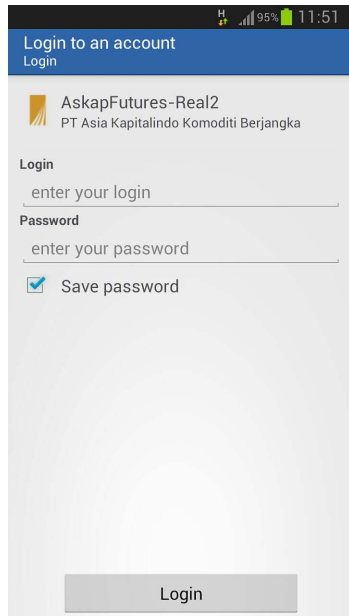 H 95% 11:51
Login to an account
Login
AskapFutures-Real2
PT Asia Kapitalindo Komoditi Berjangka
Login
enter your login
Password
enter your password
Save password
Login